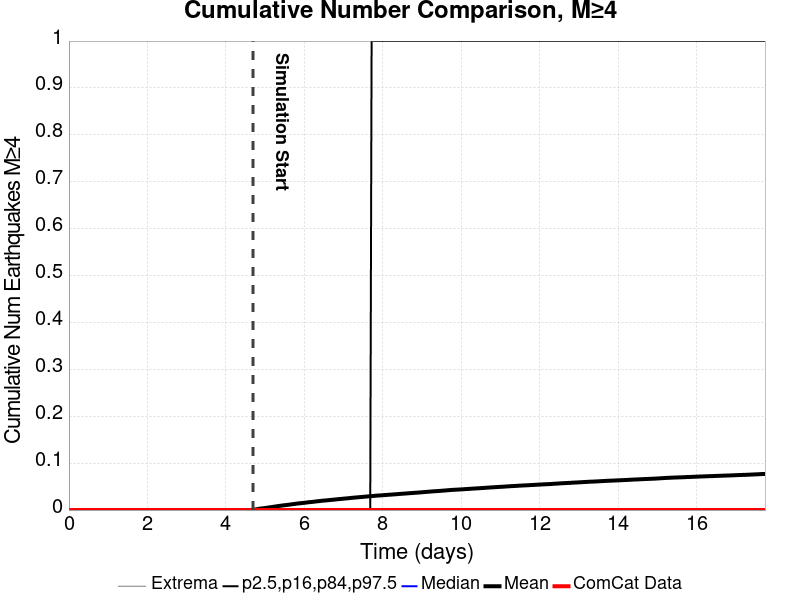 Cumulative Number Comparison, M≥4
Cumulative Num Earthquakes M≥4
1
0.9
0.8
0.7
0.6
0.5
0.4
0.3
0.2
0.1
0
Simulation Start
0 2 4 6 8 10 12 14 16
Time (days)
Extrema p2.5,p16,p84,p97.5 Median Mean ComCat Data